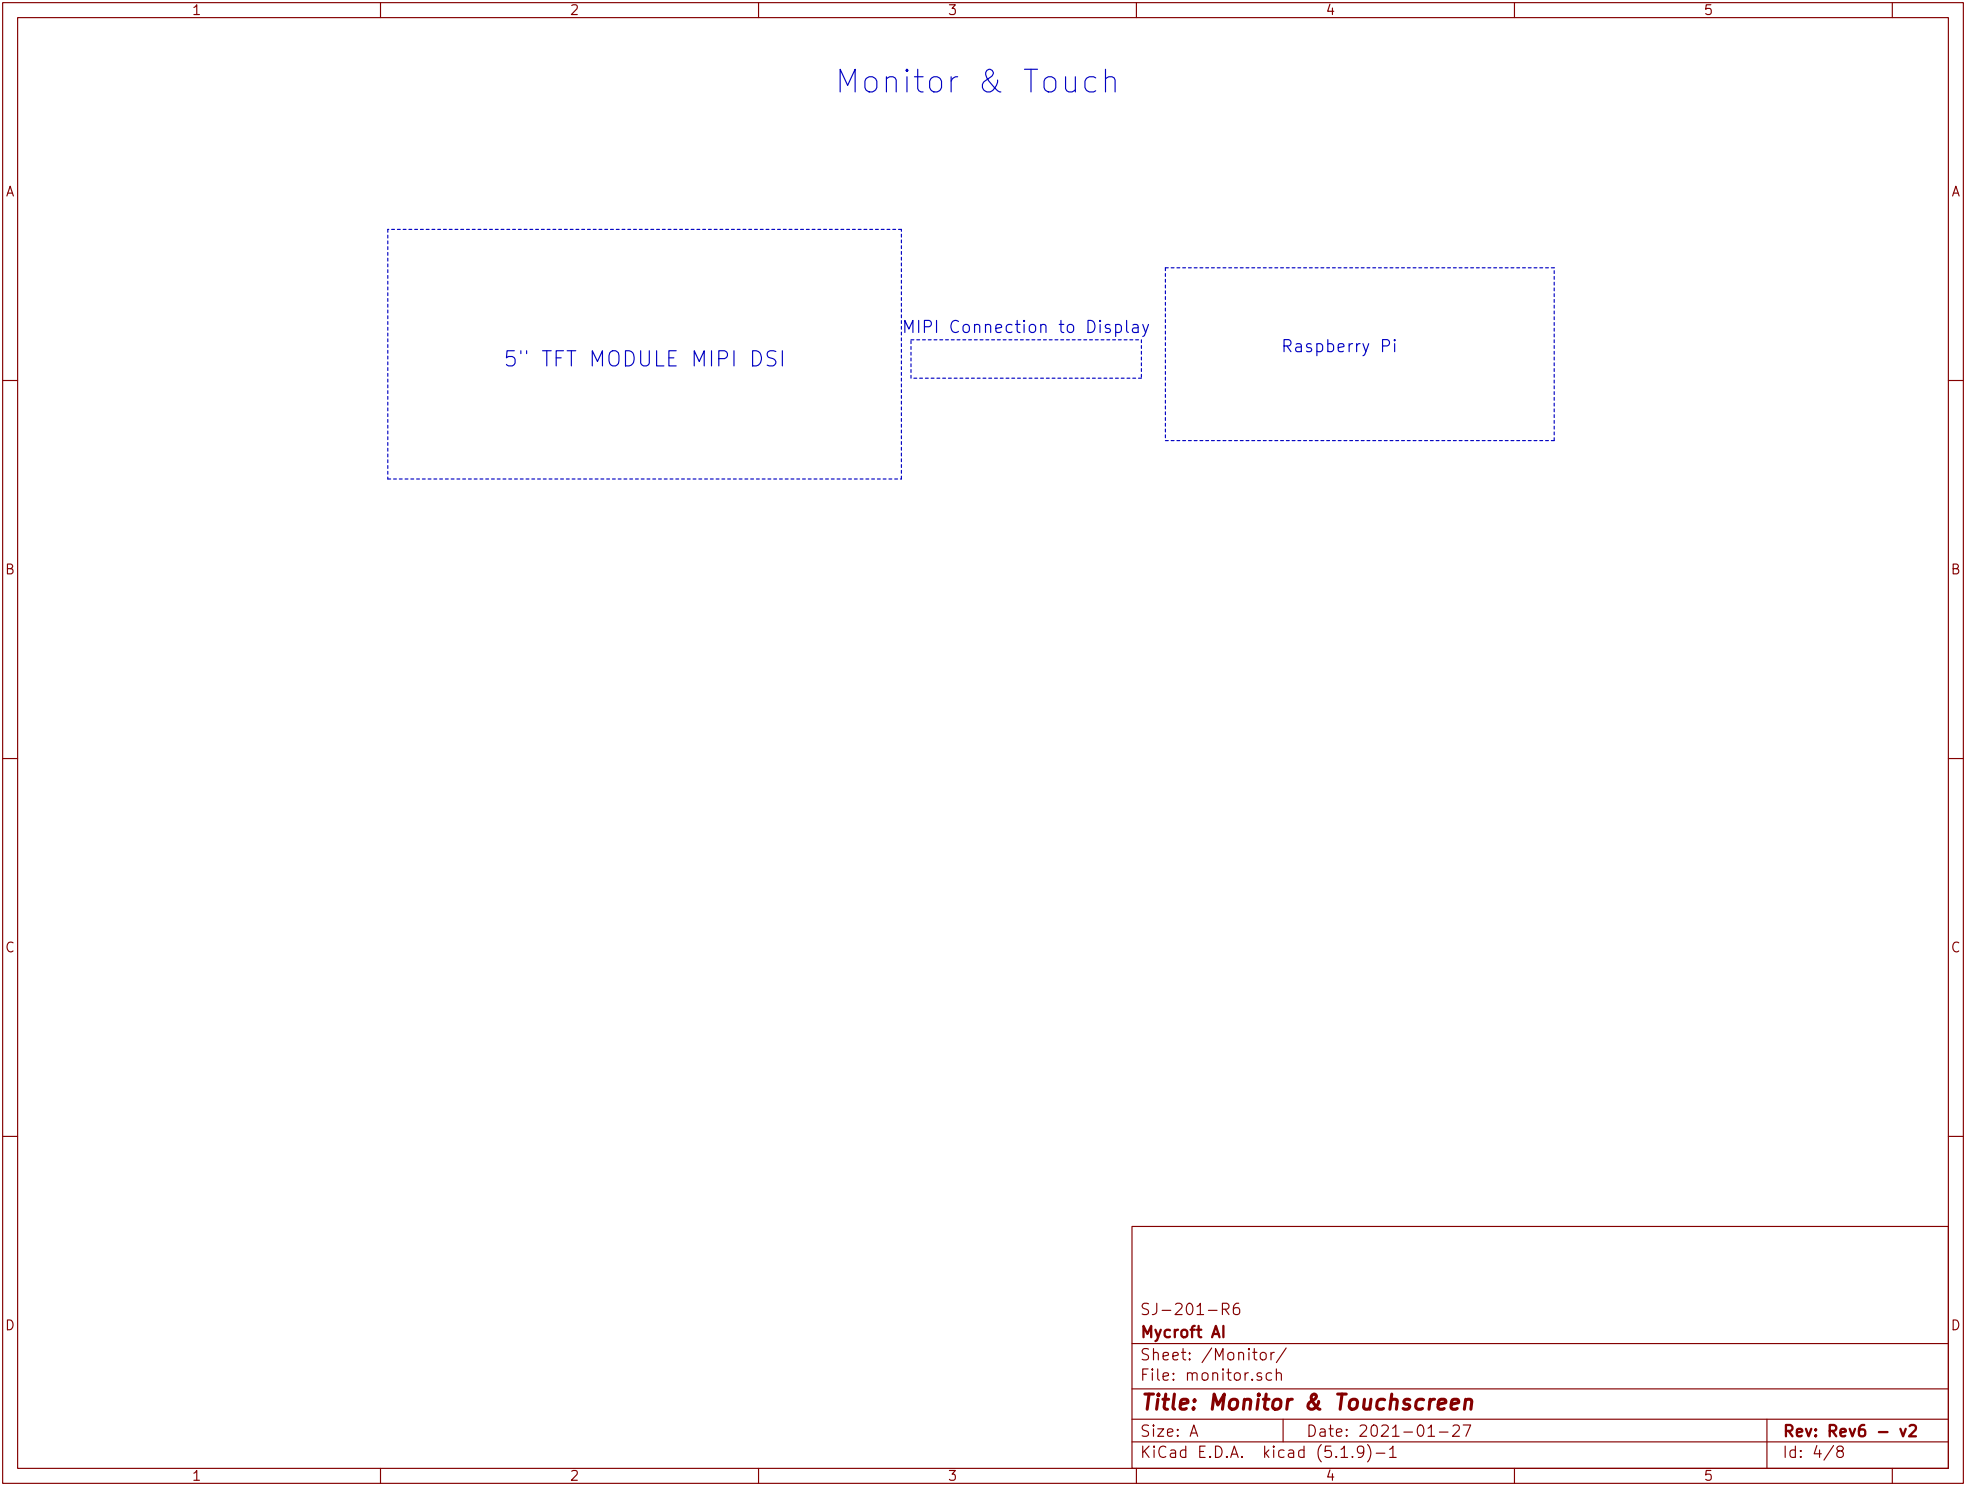 1 2 3 4 5
Monitor & Touch
A A
MIPI Connection to Display
Raspberry Pi
5'' TFT MODULE MIPI DSI
B B
C C
SJ-201-R6
D D
Mycroft AI
Sheet: /Monitor/
File: monitor.sch
Title: Monitor & Touchscreen
Size: A Date: 2021-01-27 Rev: Rev6 - v2
KiCad E.D.A. kicad (5.1.9)-1 Id: 4/8
1 2 3 4 5